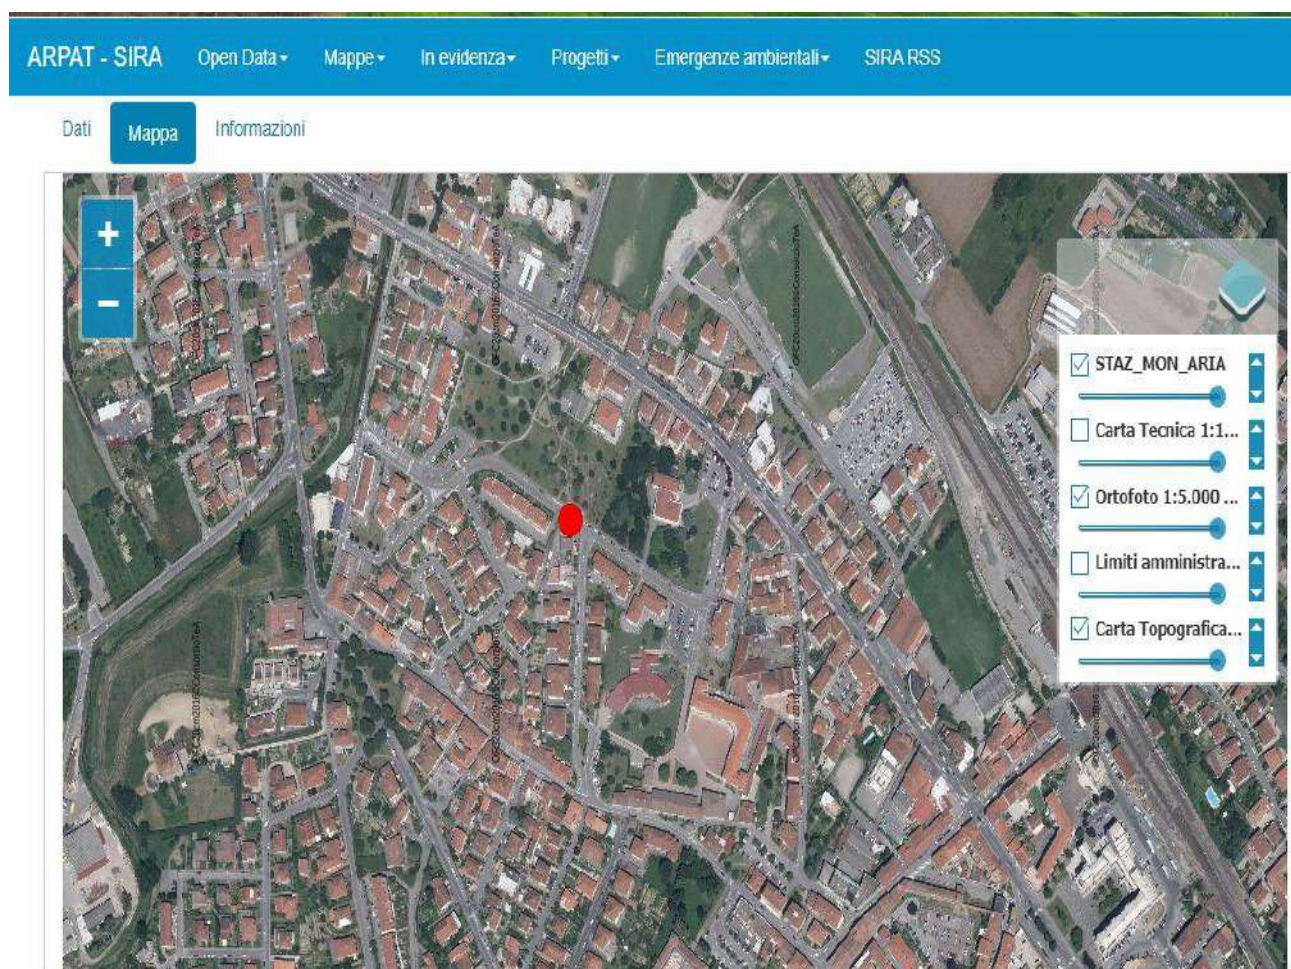 ARPAT - SIRA Open Data Mappe In evidenza Progetti Emergenze ambientali SIRA RSS
Dati Mappa Informazioni
+
−
STAZ_MON_ARIA
Carta Tecnica 1:1...
Ortofoto 1:5.000 ...
Limiti amministra...
Carta Topografica...